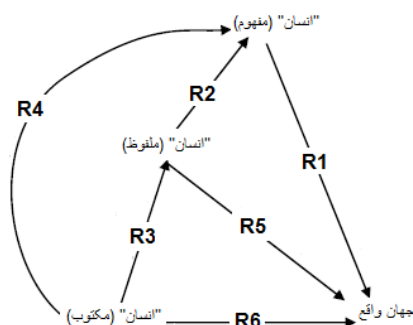 "انسان" (مفهوم)
R4
R2
R1
"انسان" (ملفوظ)
R3
R5
جهان واقع
"انسان" (مکتوب)
R6